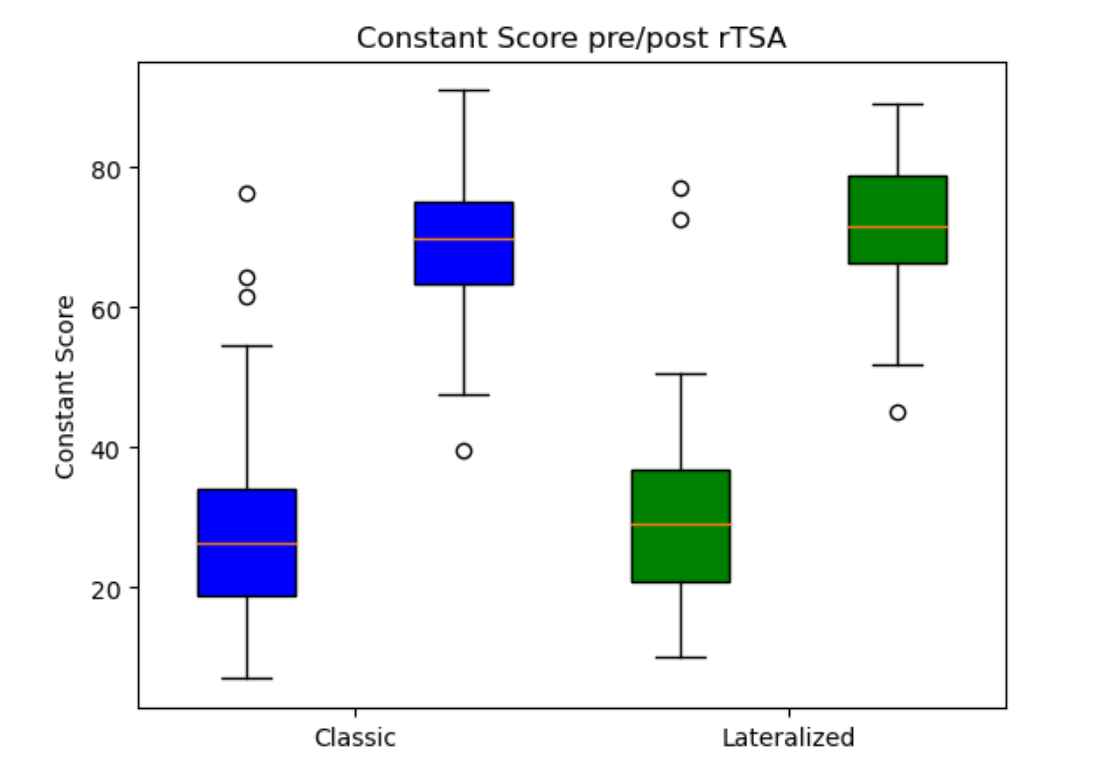 Constant Score pre/post rTSA
Constant Score
80
60
40
20
Classic
Lateralized